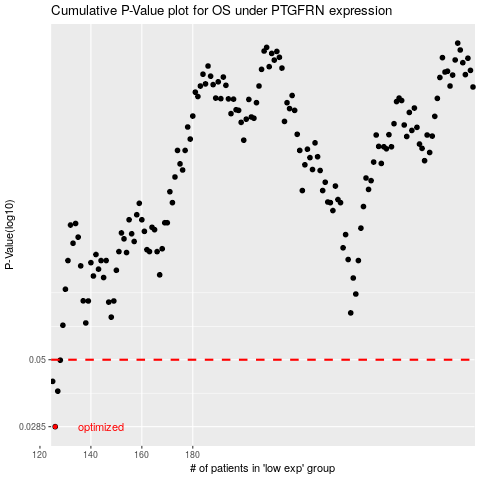 Cumulative P-Value plot for OS under PTGFRN expression
P-Value(log10)
0.05
0.0285
optimized
120 140 160 180
# of patients in 'low exp' group